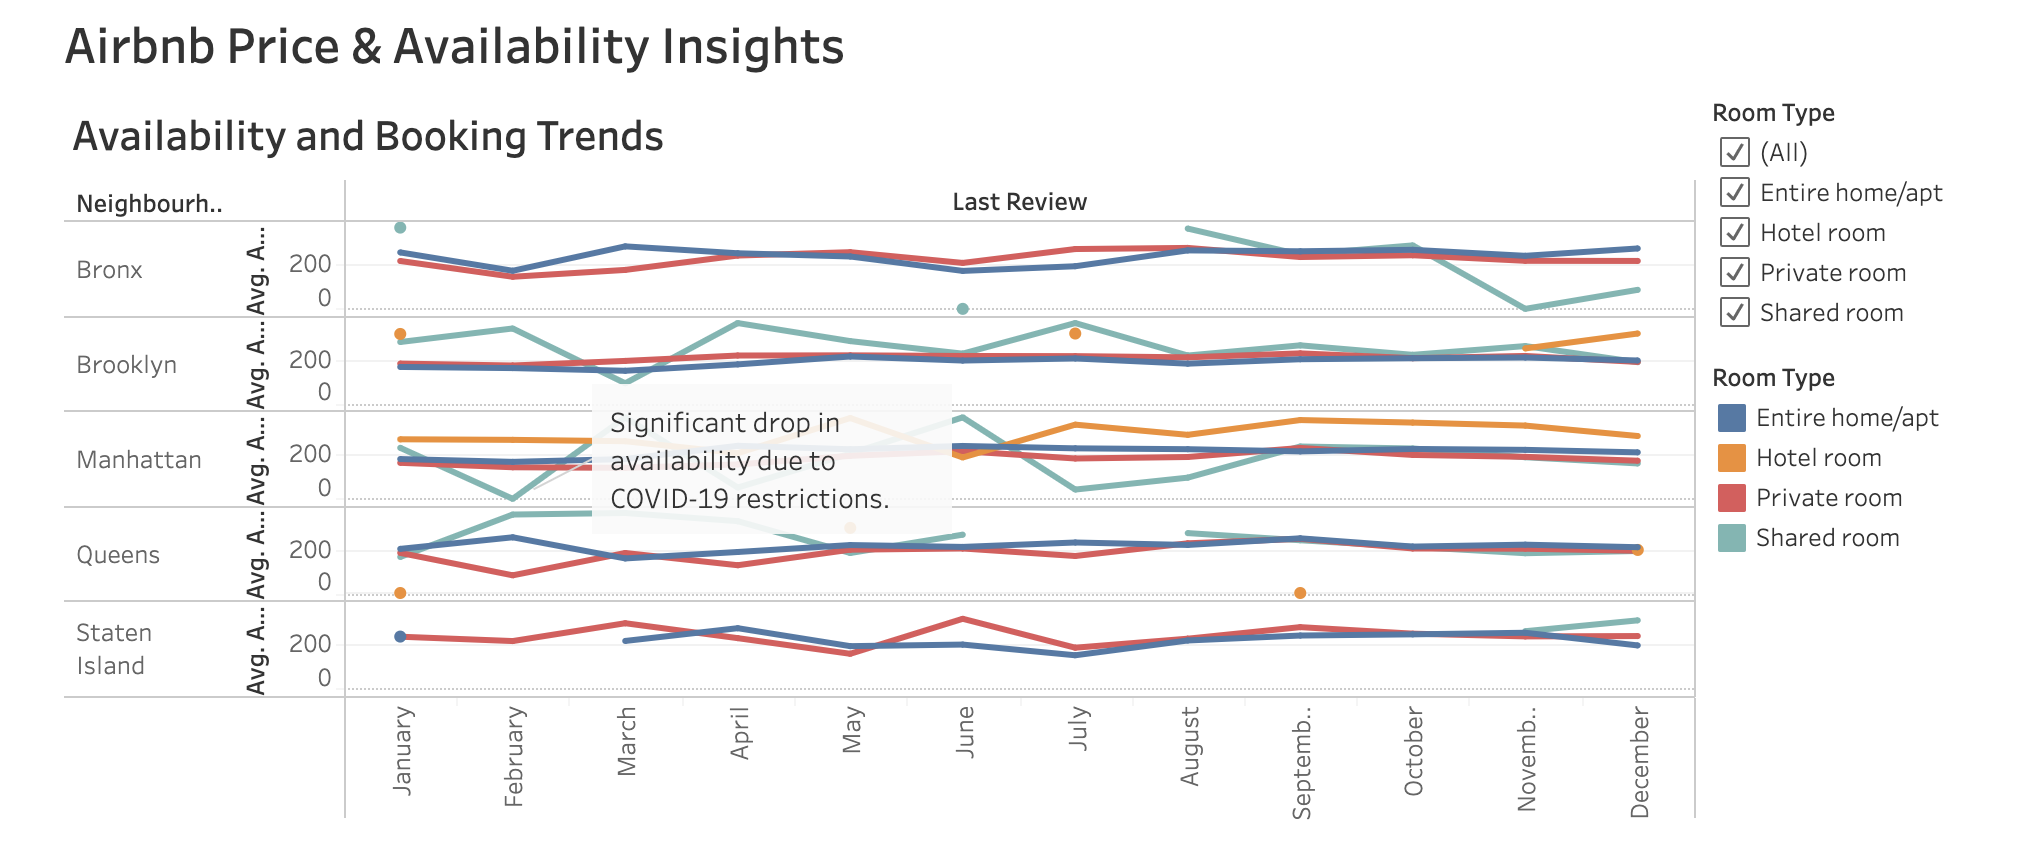 Airbnb Price & Availability Insights
Availability and Booking Trends
Neighbourh..
Last Review
Bronx
Avg. A...
200
0
Brooklyn
Avg. A...
200
0
Manhattan
Avg. A...
200
0
Significant drop in
availability due to
COVID-19 restrictions.
Queens
Avg. A...
200
0
Staten
Island
Avg. A...
200
0
January
February
March
April
May
June
July
August
Septemb..
October
Novemb..
December
Room Type
(All)
Entire home/apt
Hotel room
Private room
Shared room
Room Type
Entire home/apt
Hotel room
Private room
Shared room